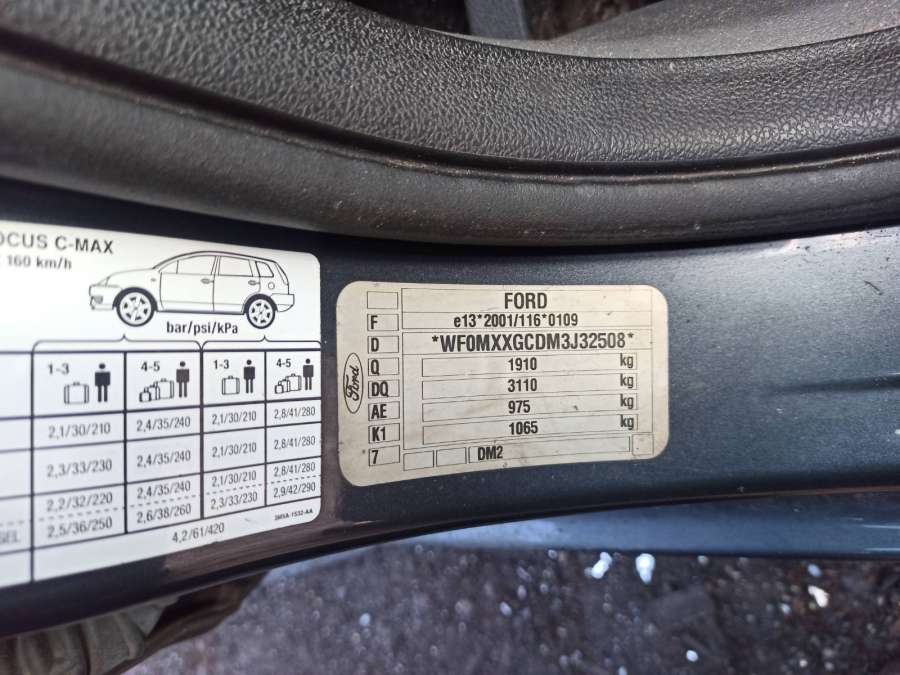 OCUS C-MAX
160 km/h
bar/psi/kPa
1-3 4-5 1-3 4-5
2,1/30/210 2,4/35/240 2,1/30/210 2,8/41/280
2,3/33/230 2,4/35/240 2,1/30/210 2,8/41/280
2,2/32/220 2,4/35/240 2,1/30/210 2,8/41/280
SEL 2,5/36/250 2,6/38/260 2,3/33/230 2,9/42/290
4,2/61/420
Ford
FORD
F e13*2001/116*0109
D *WF0MXXGCDM3J32508*
Q 1910 kg
DQ 3110 kg
AE 975 kg
K1 1065 kg
7 DM2